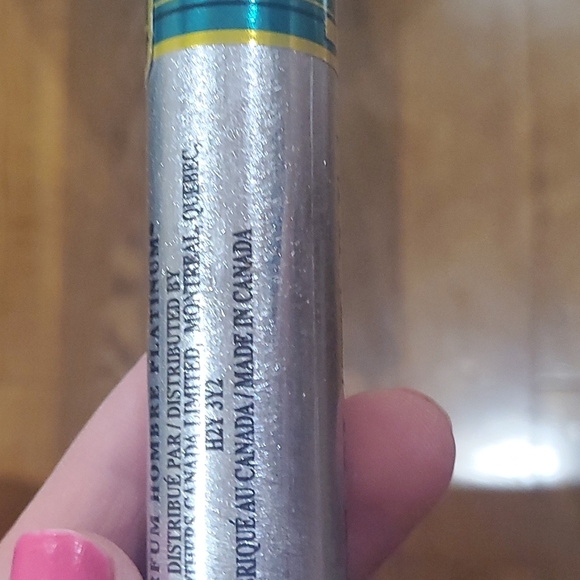 HOMBRE PLATINUM
DISTRIBUÉ PAR / DISTRIBUTED BY
CANADA LIMITED, MONTREAL, QUEBEC,
H2Y 3Y2
AU CANADA / MADE IN CANADA